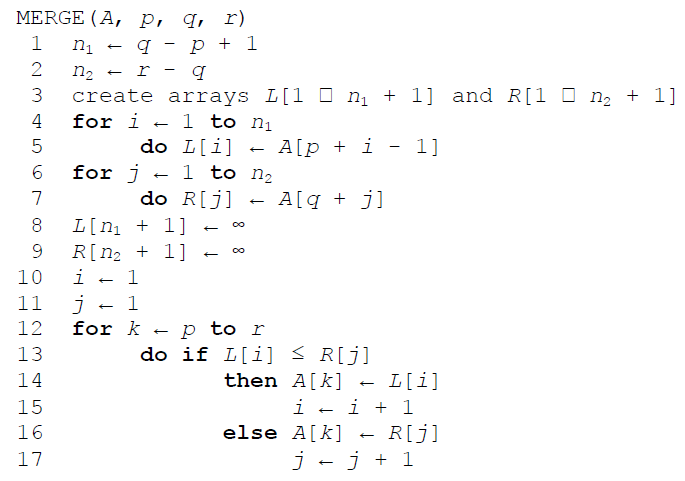 MERGE(A, p, q, r)
1 n₁ ← q - p + 1
2 n₂ ← r - q
3 create arrays L[1 □ n₁ + 1] and R[1 □ n₂ + 1]
4 for i ← 1 to n₁
5 do L[i] ← A[p + i - 1]
6 for j ← 1 to n₂
7 do R[j] ← A[q + j]
8 L[n₁ + 1] ← ∞
9 R[n₂ + 1] ← ∞
10 i ← 1
11 j ← 1
12 for k ← p to r
13 do if L[i] ≤ R[j]
14 then A[k] ← L[i]
15 i ← i + 1
16 else A[k] ← R[j]
17 j ← j + 1